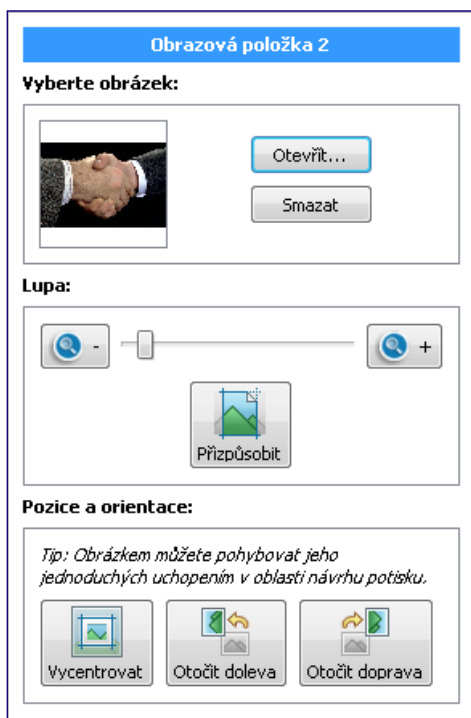 Obrazová položka 2
Vyberte obrázek:
Otevřít...
Smazat
Lupa:
-
+
Přizpůsobit
Pozice a orientace:
Tip: Obrázkem můžete pohybovat jeho
jednoduchých uchopením v oblasti návrhu potisku.
Vycentrovat
Otočit doleva
Otočit doprava